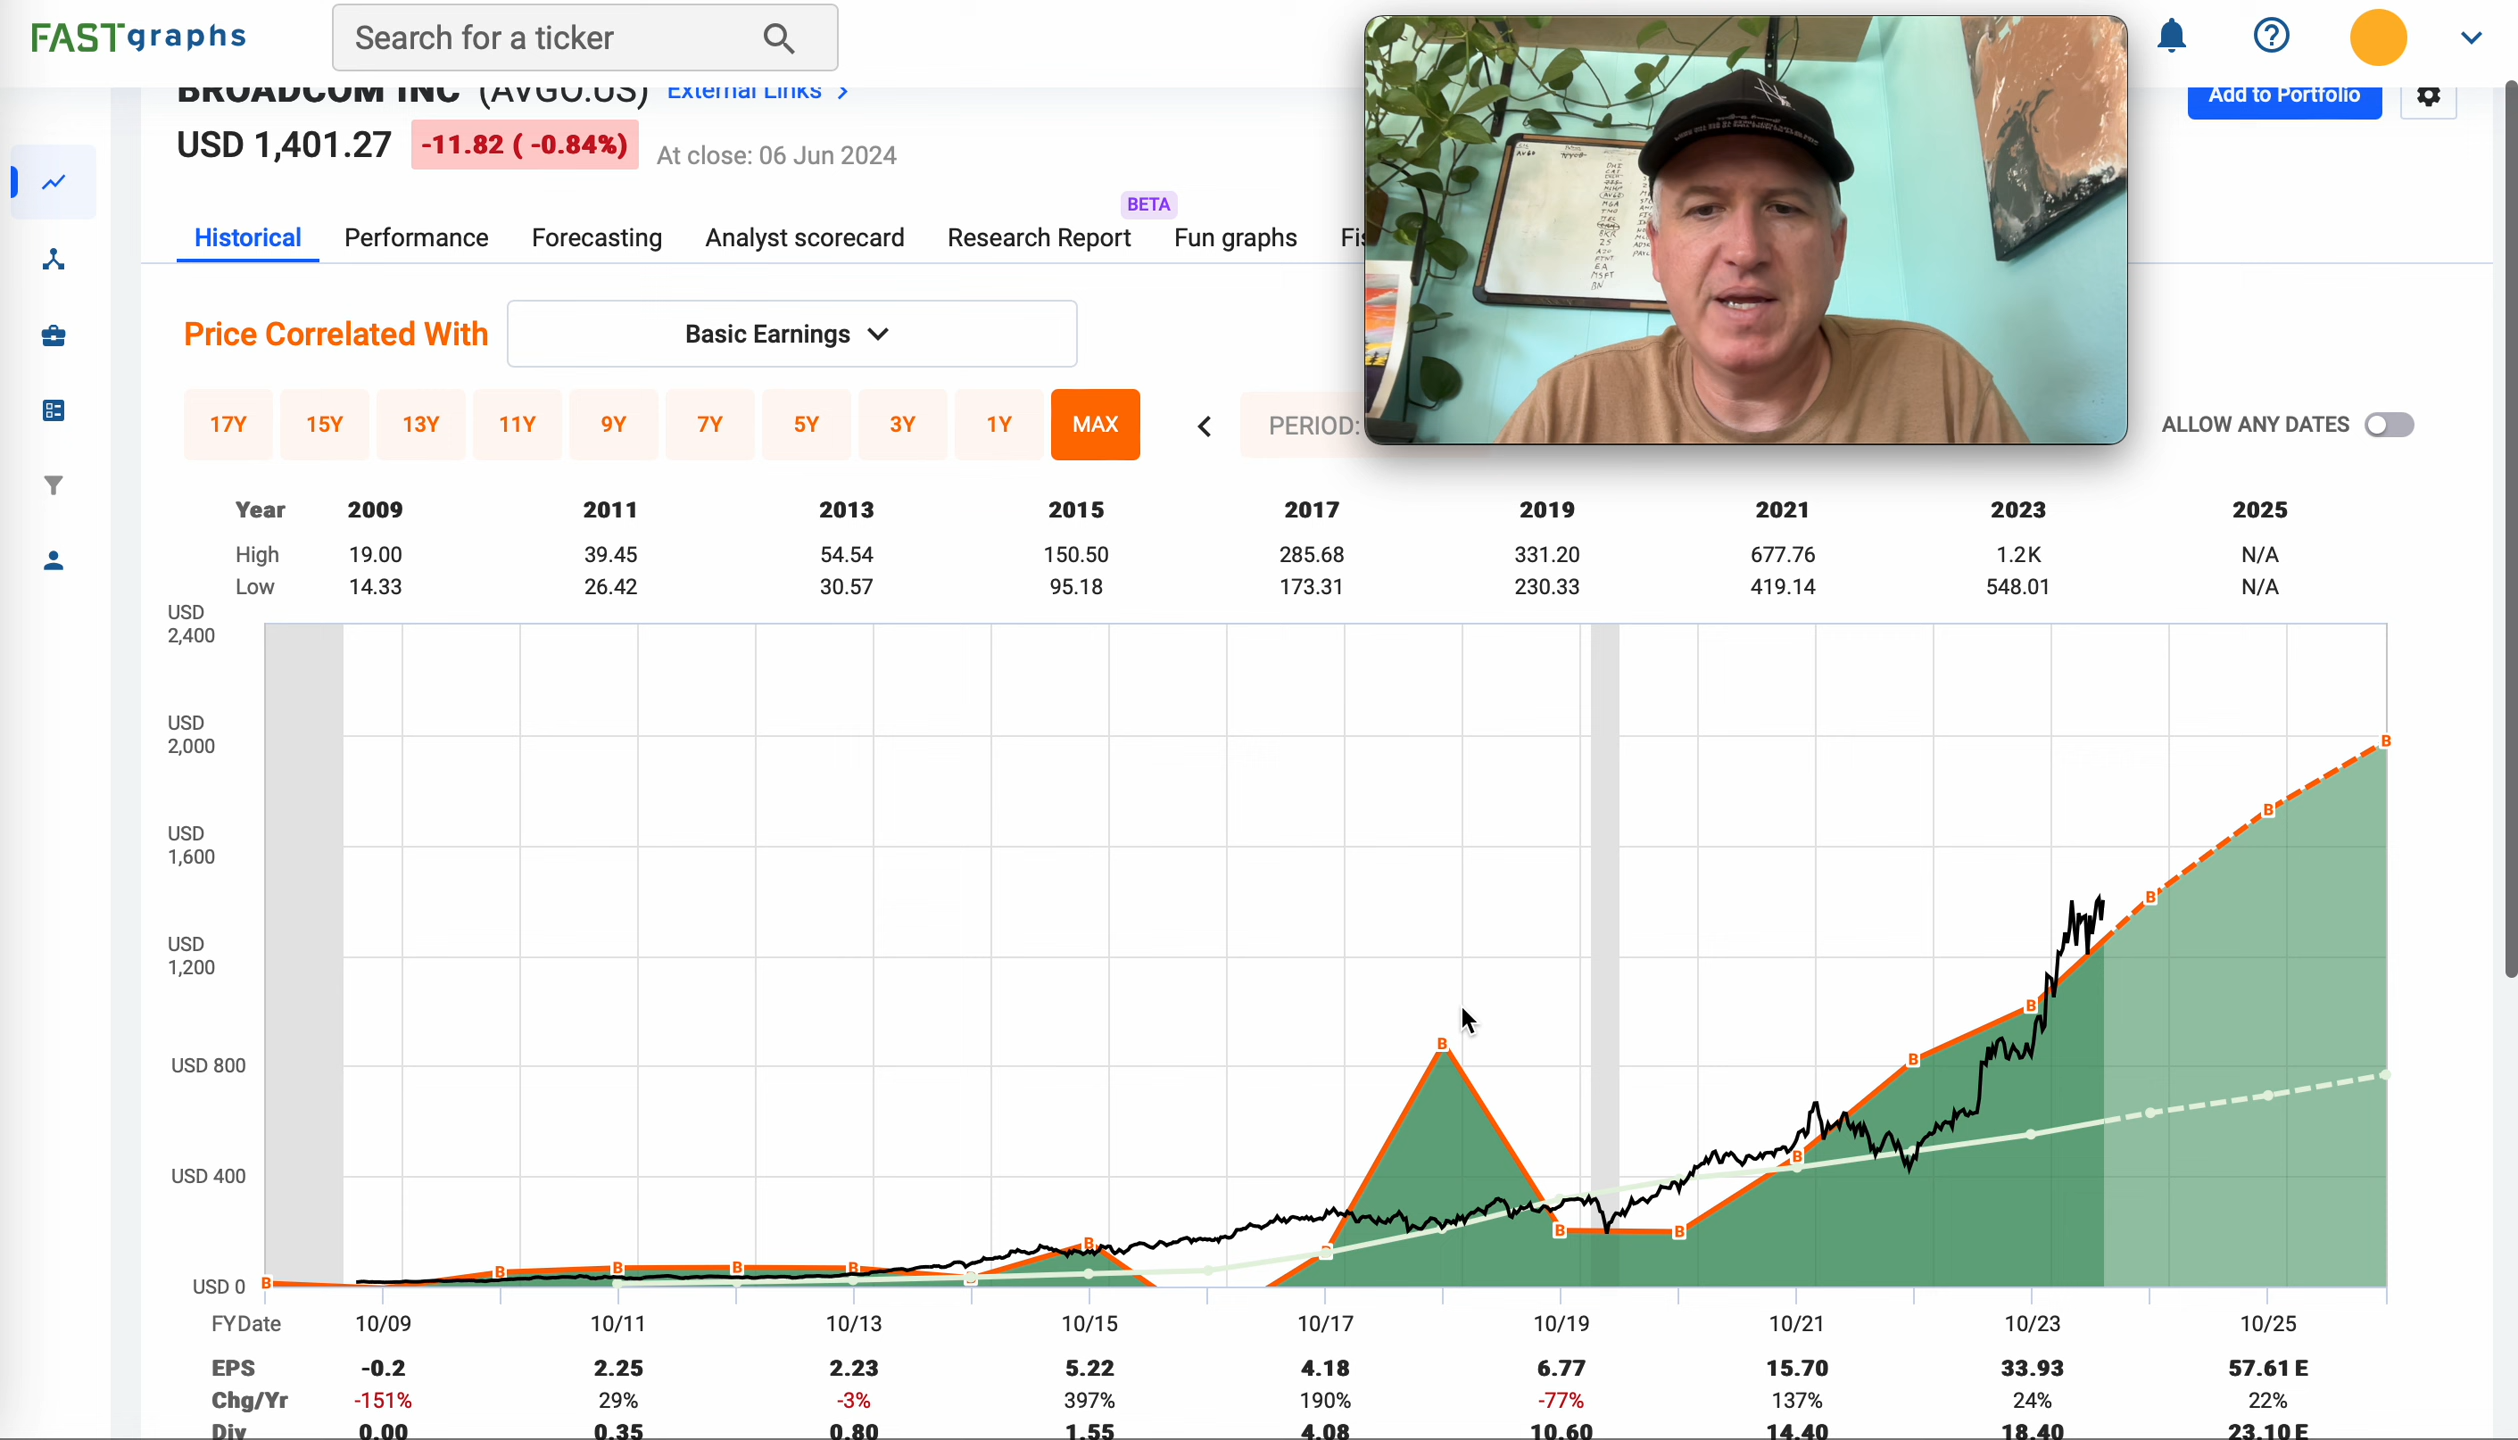 FASTgraphs
Search for a ticker
BROADCOM INC (AVGO.US) External Links
Add to Portfolio
USD 1,401.27 -11.82 ( -0.84%) At close: 06 Jun 2024
BETA
Historical Performance Forecasting Analyst scorecard Research Report Fun graphs Fis
Price Correlated With Basic Earnings
17Y 15Y 13Y 11Y 9Y 7Y 5Y 3Y 1Y MAX PERIOD: ALLOW ANY DATES
Year 2009 2011 2013 2015 2017 2019 2021 2023 2025
High 19.00 39.45 54.54 150.50 285.68 331.20 677.76 1.2K N/A
Low 14.33 26.42 30.57 95.18 173.31 230.33 419.14 548.01 N/A
USD
2,400
USD
2,000
USD
1,600
USD
1,200
USD 800
USD 400
USD 0
B B B B B B B B B B B B B B B B
FYDate 10/09 10/11 10/13 10/15 10/17 10/19 10/21 10/23 10/25
EPS -0.2 2.25 2.23 5.22 4.18 6.77 15.70 33.93 57.61 E
Chg/Yr -151% 29% -3% 397% 190% -77% 137% 24% 22%
Div 0.00 0.35 0.80 1.55 4.08 10.60 14.40 18.40 23.10 E
AVGO
MGA
TMO
BKR
ZS
EA
MSFT
BN